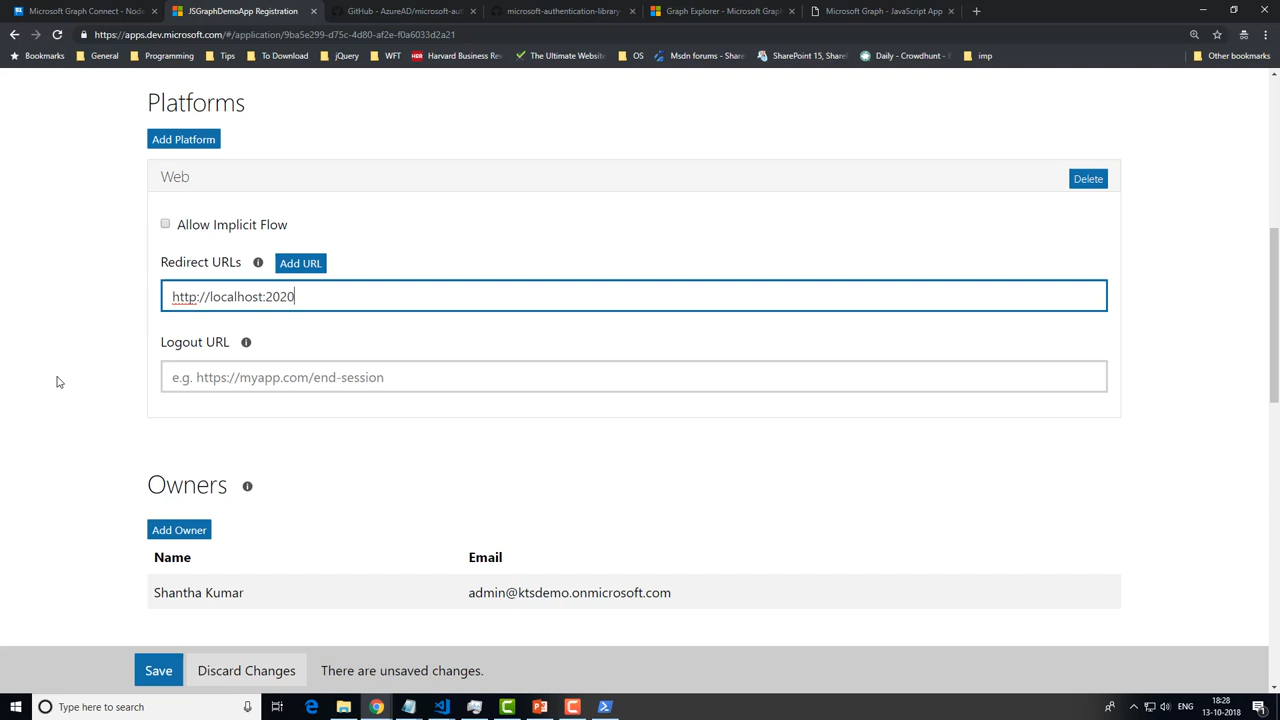 Microsoft Graph Connect - Node
JSGraphDemoApp Registration
GitHub - AzureAD/microsoft-aut
microsoft-authentication-library-
Graph Explorer - Microsoft Grap
Microsoft Graph - JavaScript App
https://apps.dev.microsoft.com/#/application/9ba5e299-d75c-4d80-af2e-f0a6033d2a21
Bookmarks
General
Programming
Tips
To Download
jQuery
WFT
HBR
Harvard Business Rev
The Ultimate Website
OS
Msdn forums - Share
SharePoint 15, Sharei
Daily - Crowdhunt -
imp
Other bookmarks
Platforms
Add Platform
Web
Delete
Allow Implicit Flow
Redirect URLs
Add URL
http://localhost:2020
Logout URL
e.g. https://myapp.com/end-session
Owners
Add Owner
Name Email
Shantha Kumar admin@ktsdemo.onmicrosoft.com
Save
Discard Changes
There are unsaved changes.
Type here to search
ENG
18:28
13-10-2018